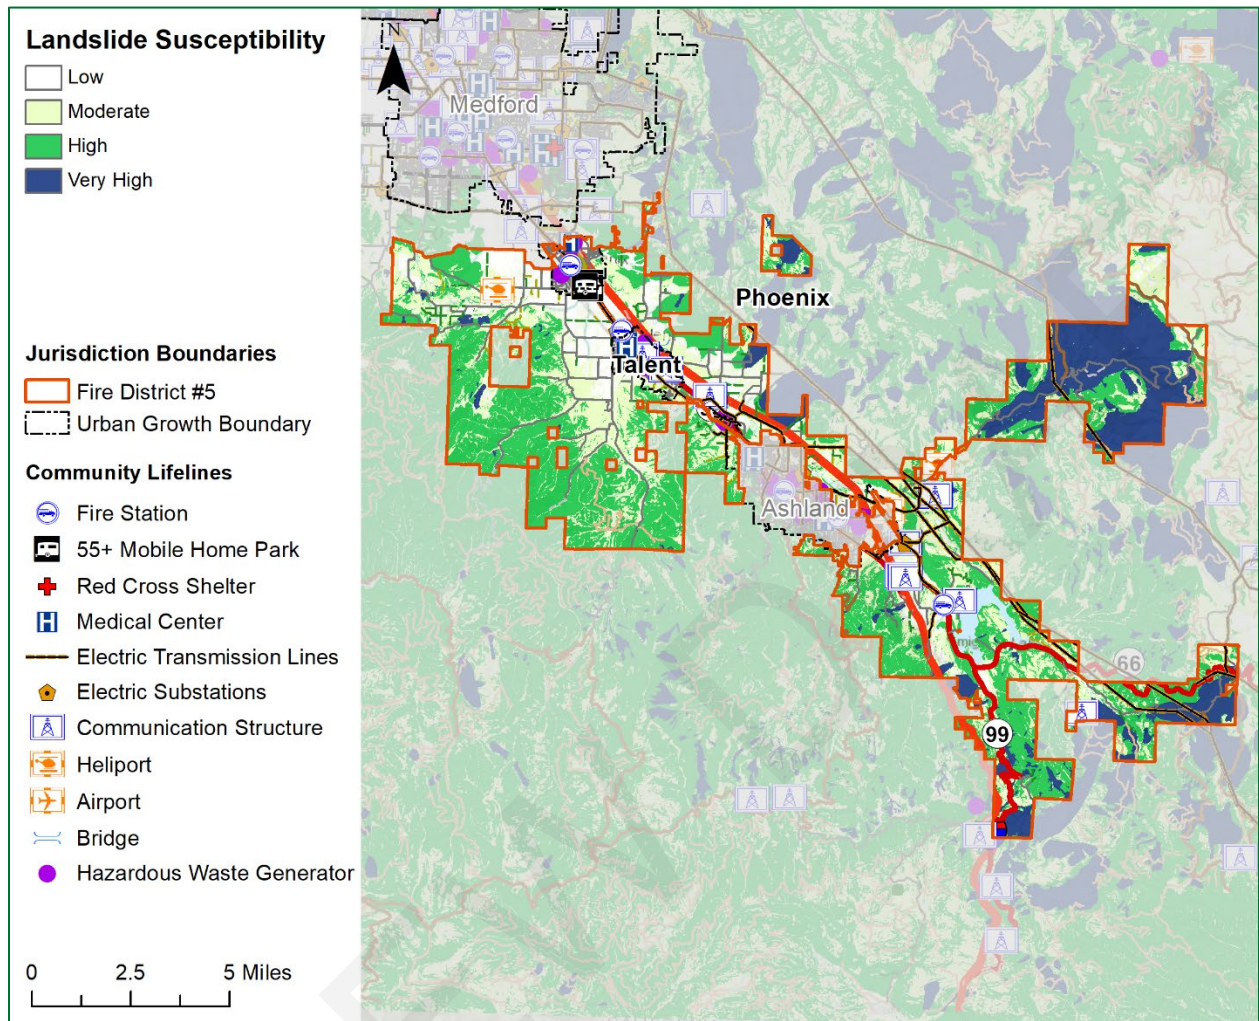 Landslide Susceptibility
Low
Moderate
High
Very High
Jurisdiction Boundaries
Fire District #5
Urban Growth Boundary
Community Lifelines
Fire Station
55+ Mobile Home Park
Red Cross Shelter
Medical Center
Electric Transmission Lines
Electric Substations
Communication Structure
Heliport
Airport
Bridge
Hazardous Waste Generator
0 2.5 5 Miles
N
Medford
Phoenix
Talent
Ashland
66
99